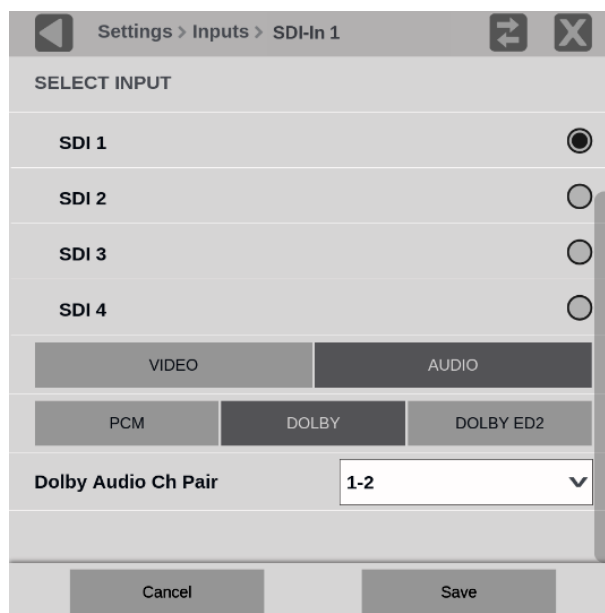 Settings > Inputs > SDI-In 1
SELECT INPUT
SDI 1
SDI 2
SDI 3
SDI 4
VIDEO AUDIO
PCM DOLBY DOLBY ED2
Dolby Audio Ch Pair 1-2
Cancel Save